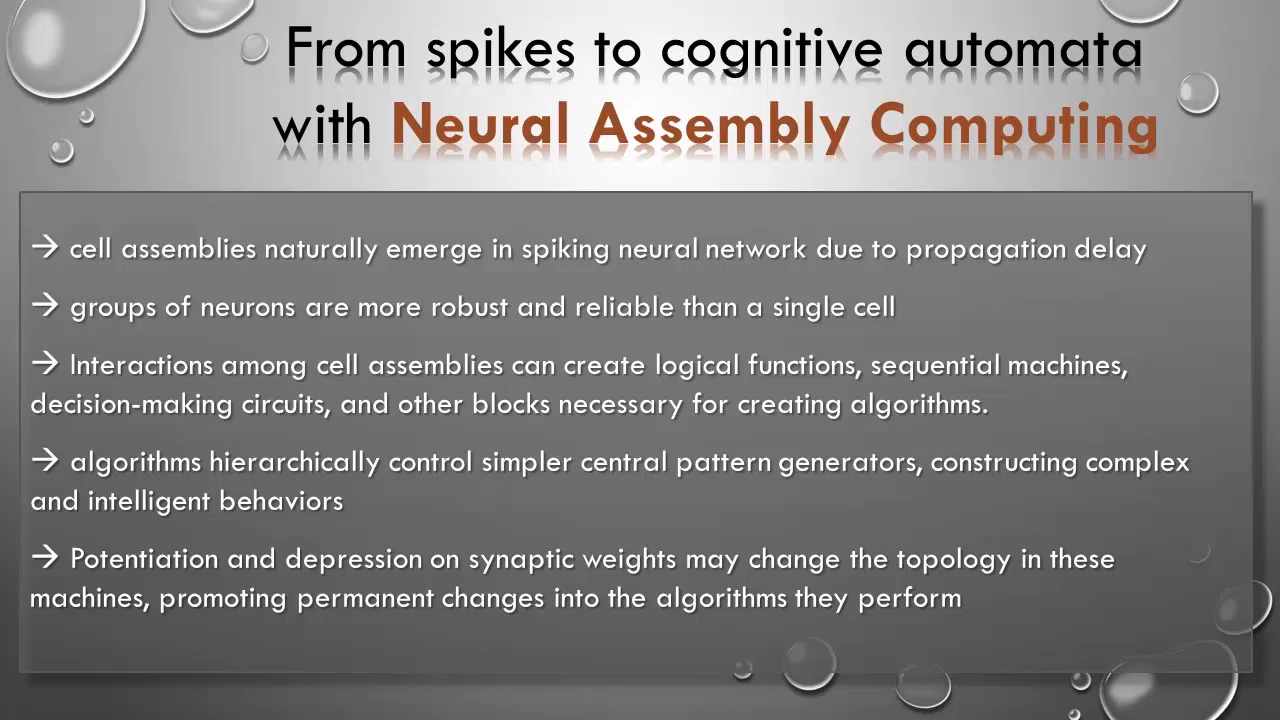 From spikes to cognitive automata
with Neural Assembly Computing
→ cell assemblies naturally emerge in spiking neural network due to propagation delay
→ groups of neurons are more robust and reliable than a single cell
→ Interactions among cell assemblies can create logical functions, sequential machines,
decision-making circuits, and other blocks necessary for creating algorithms.
→ algorithms hierarchically control simpler central pattern generators, constructing complex
and intelligent behaviors
→ Potentiation and depression on synaptic weights may change the topology in these
machines, promoting permanent changes into the algorithms they perform